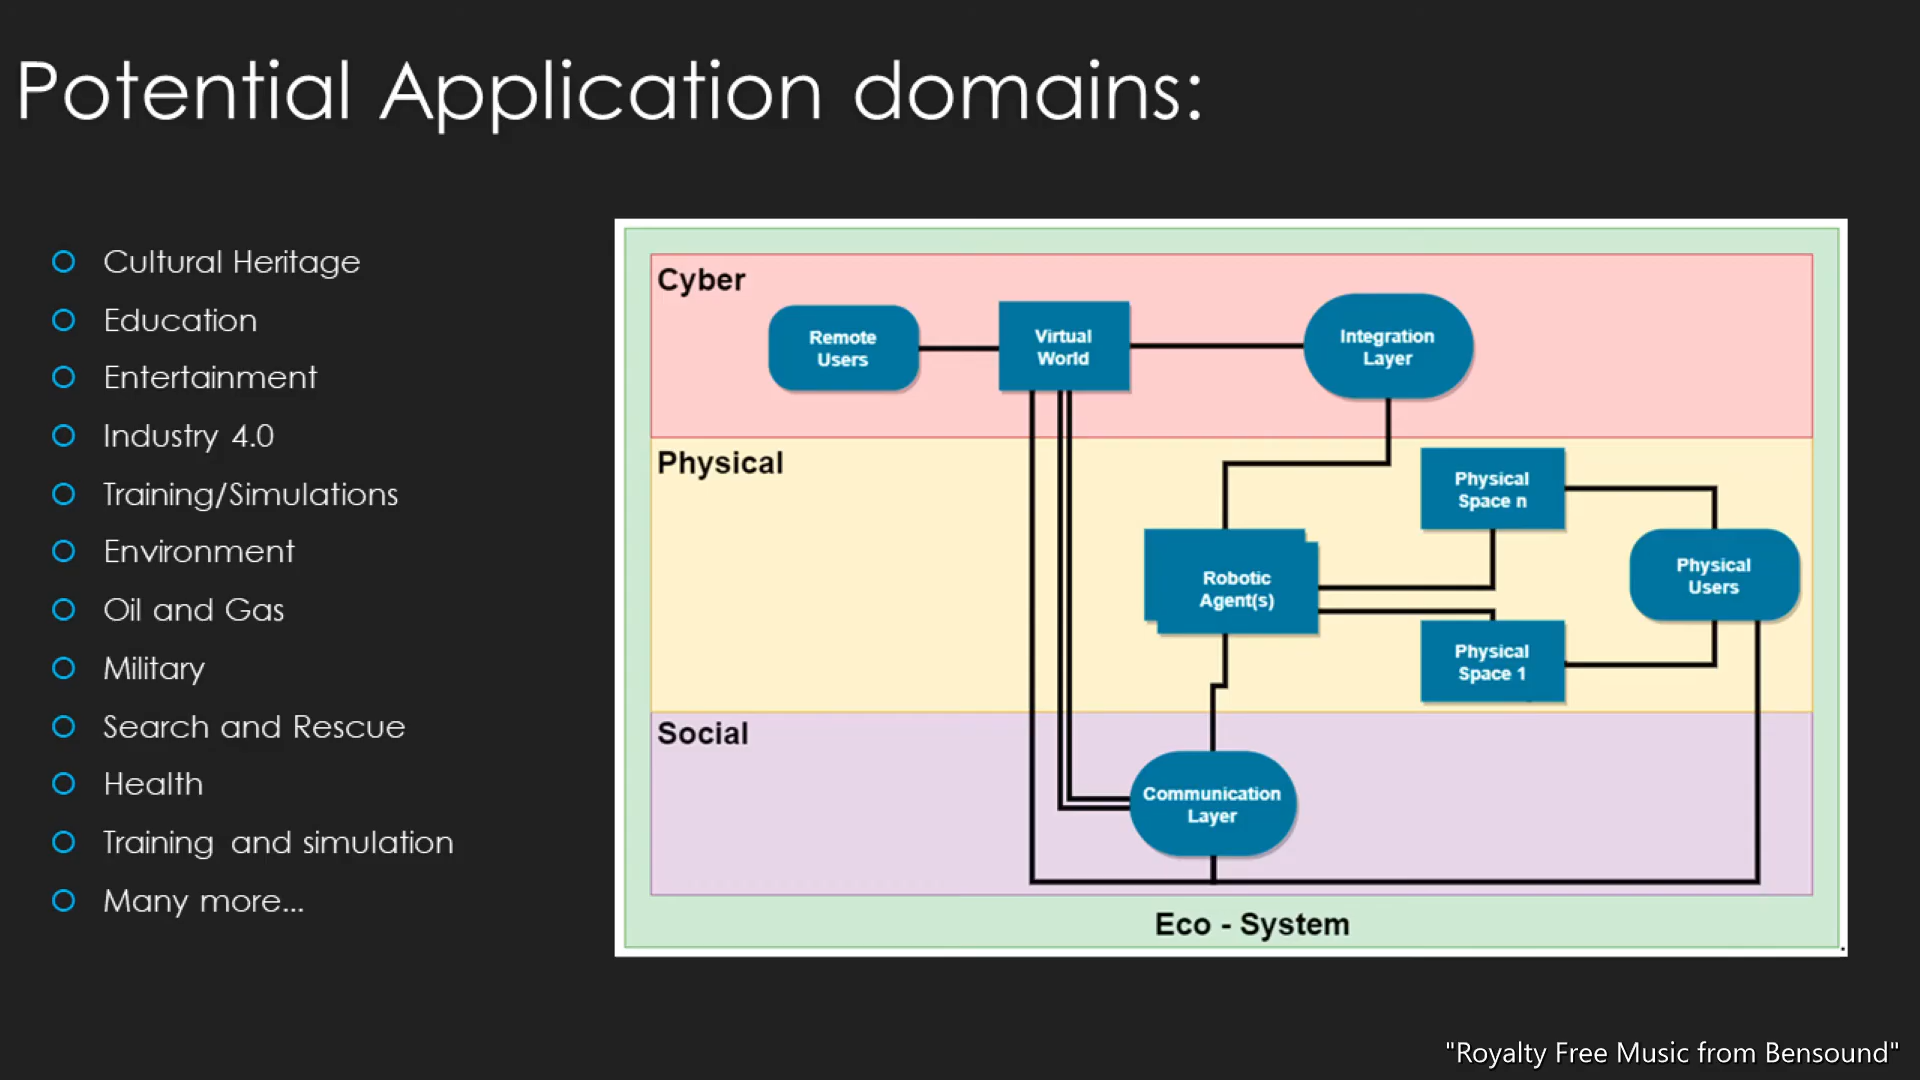 Potential Application domains:
Cultural Heritage
Education
Entertainment
Industry 4.0
Training/Simulations
Environment
Oil and Gas
Military
Search and Rescue
Health
Training and simulation
Many more...
Cyber
Remote
Users
Virtual
World
Integration
Layer
Physical
Physical
Space n
Robotic
Agent(s)
Physical
Users
Physical
Space 1
Social
Communication
Layer
Eco - System
"Royalty Free Music from Bensound"